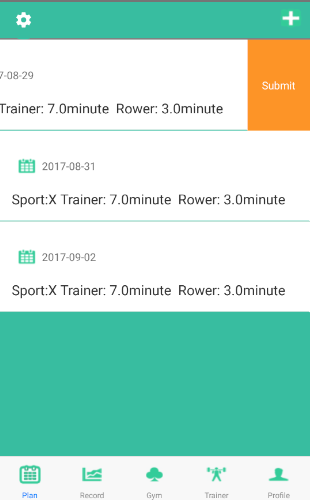 7-08-29
Trainer: 7.0minute Rower: 3.0minute
Submit
2017-08-31
Sport:X Trainer: 7.0minute Rower: 3.0minute
2017-09-02
Sport:X Trainer: 7.0minute Rower: 3.0minute
Plan Record Gym Trainer Profile